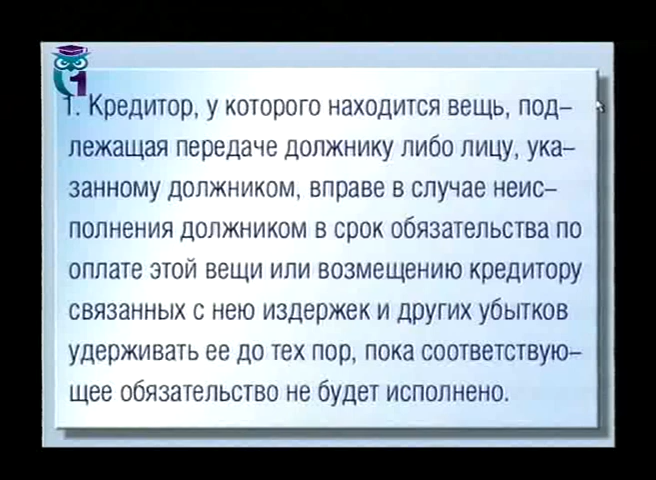 1. Кредитор, у которого находится вещь, под–
лежащая передаче должнику либо лицу, ука–
занному должником, вправе в случае неис–
полнения должником в срок обязательства по
оплате этой вещи или возмещению кредитору
связанных с нею издержек и других убытков
удерживать ее до тех пор, пока соответствую–
щее обязательство не будет исполнено.